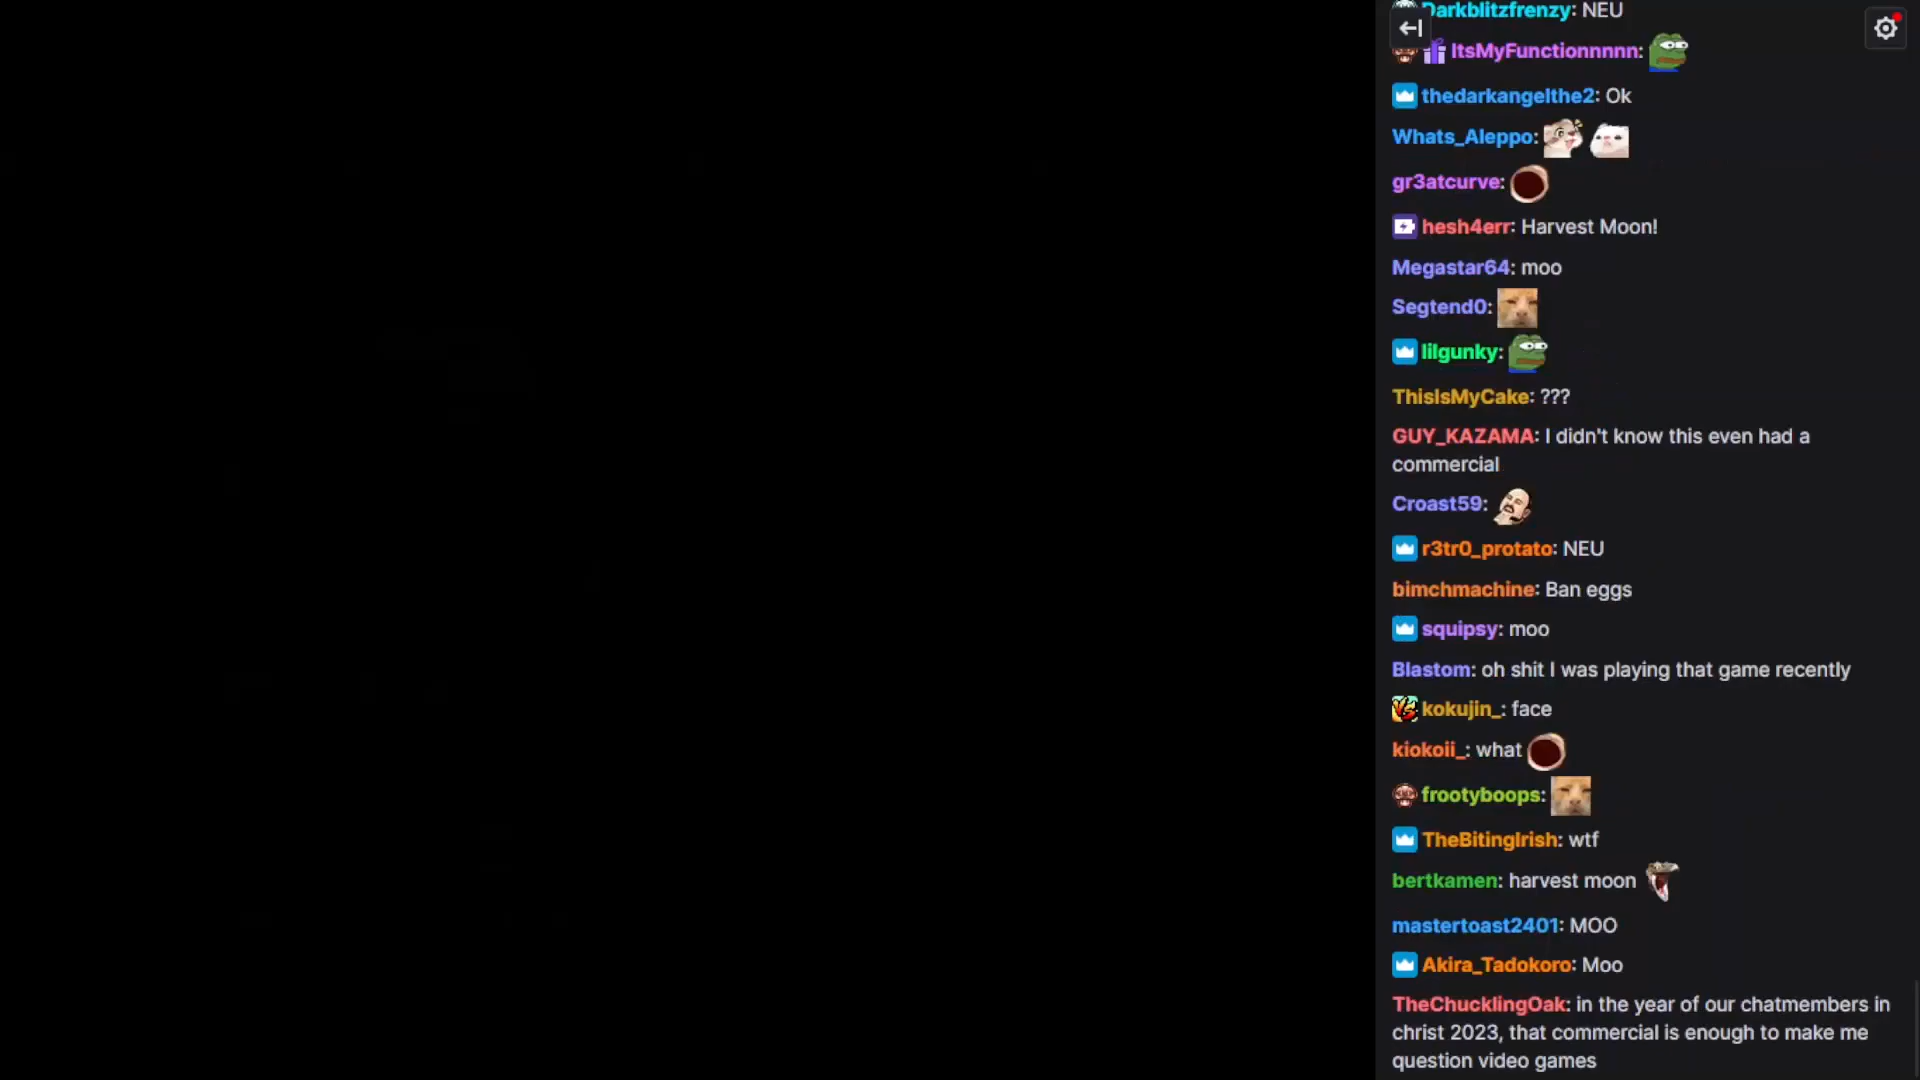 Darkblitzfrenzy: NEU
ItsMyFunctionnnnn:
thedarkangelthe2: Ok
Whats_Aleppo:
gr3atcurve:
hesh4err: Harvest Moon!
Megastar64: moo
Segtend0:
lilgunky:
ThisIsMyCake: ???
GUY_KAZAMA: I didn't know this even had a
commercial
Croast59:
r3tr0_protato: NEU
bimchmachine: Ban eggs
squipsy: moo
Blastom: oh shit I was playing that game recently
kokujin_: face
kiokoii_: what
frootyboops:
TheBitingIrish: wtf
bertkamen: harvest moon
mastertoast2401: MOO
Akira_Tadokoro: Moo
TheChucklingOak: in the year of our chatmembers in
christ 2023, that commercial is enough to make me
question video games